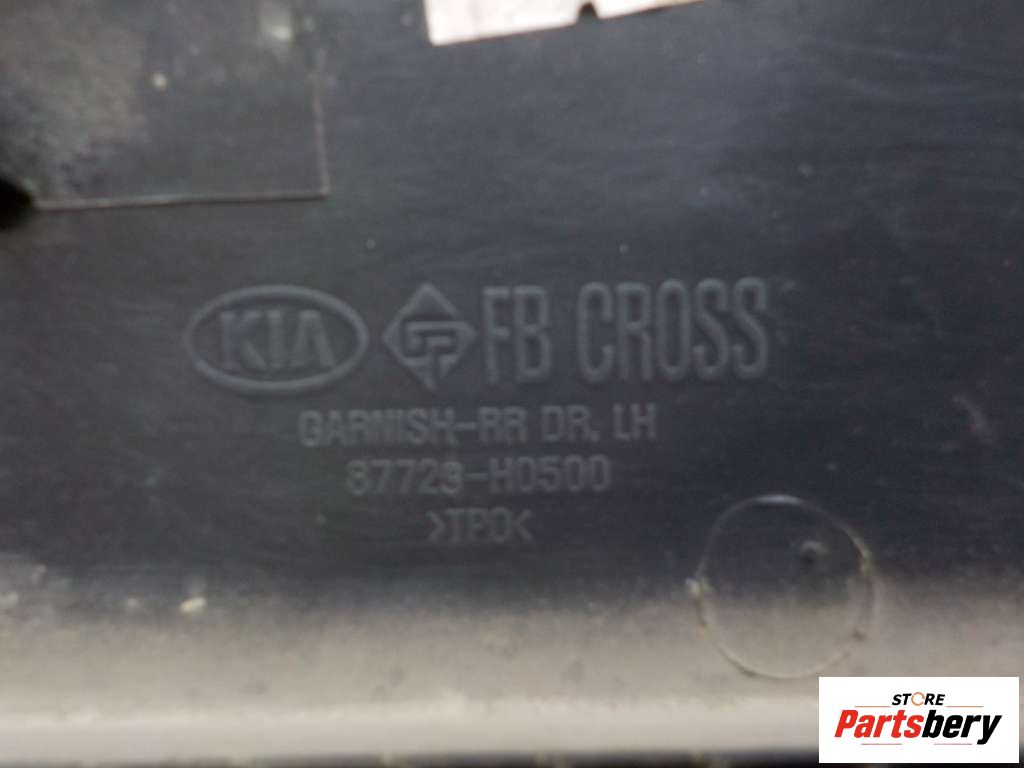 KIA FB CROSS
GARNISH-RR DR, LH
87723-H0500
>TPO<
STORE
Partsbery